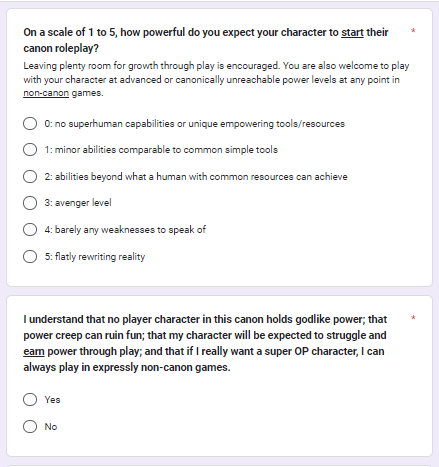 On a scale of 1 to 5, how powerful do you expect your character to start their *
canon roleplay?
Leaving plenty room for growth through play is encouraged. You are also welcome to play
with your character at advanced or canonically unreachable power levels at any point in
non-canon games.
0: no superhuman capabilities or unique empowering tools/resources
1: minor abilities comparable to common simple tools
2: abilities beyond what a human with common resources can achieve
3: avenger level
4: barely any weaknesses to speak of
5: flatly rewriting reality
I understand that no player character in this canon holds godlike power; that *
power creep can ruin fun; that my character will be expected to struggle and
earn power through play; and that if I really want a super OP character, I can
always play in expressly non-canon games.
Yes
No